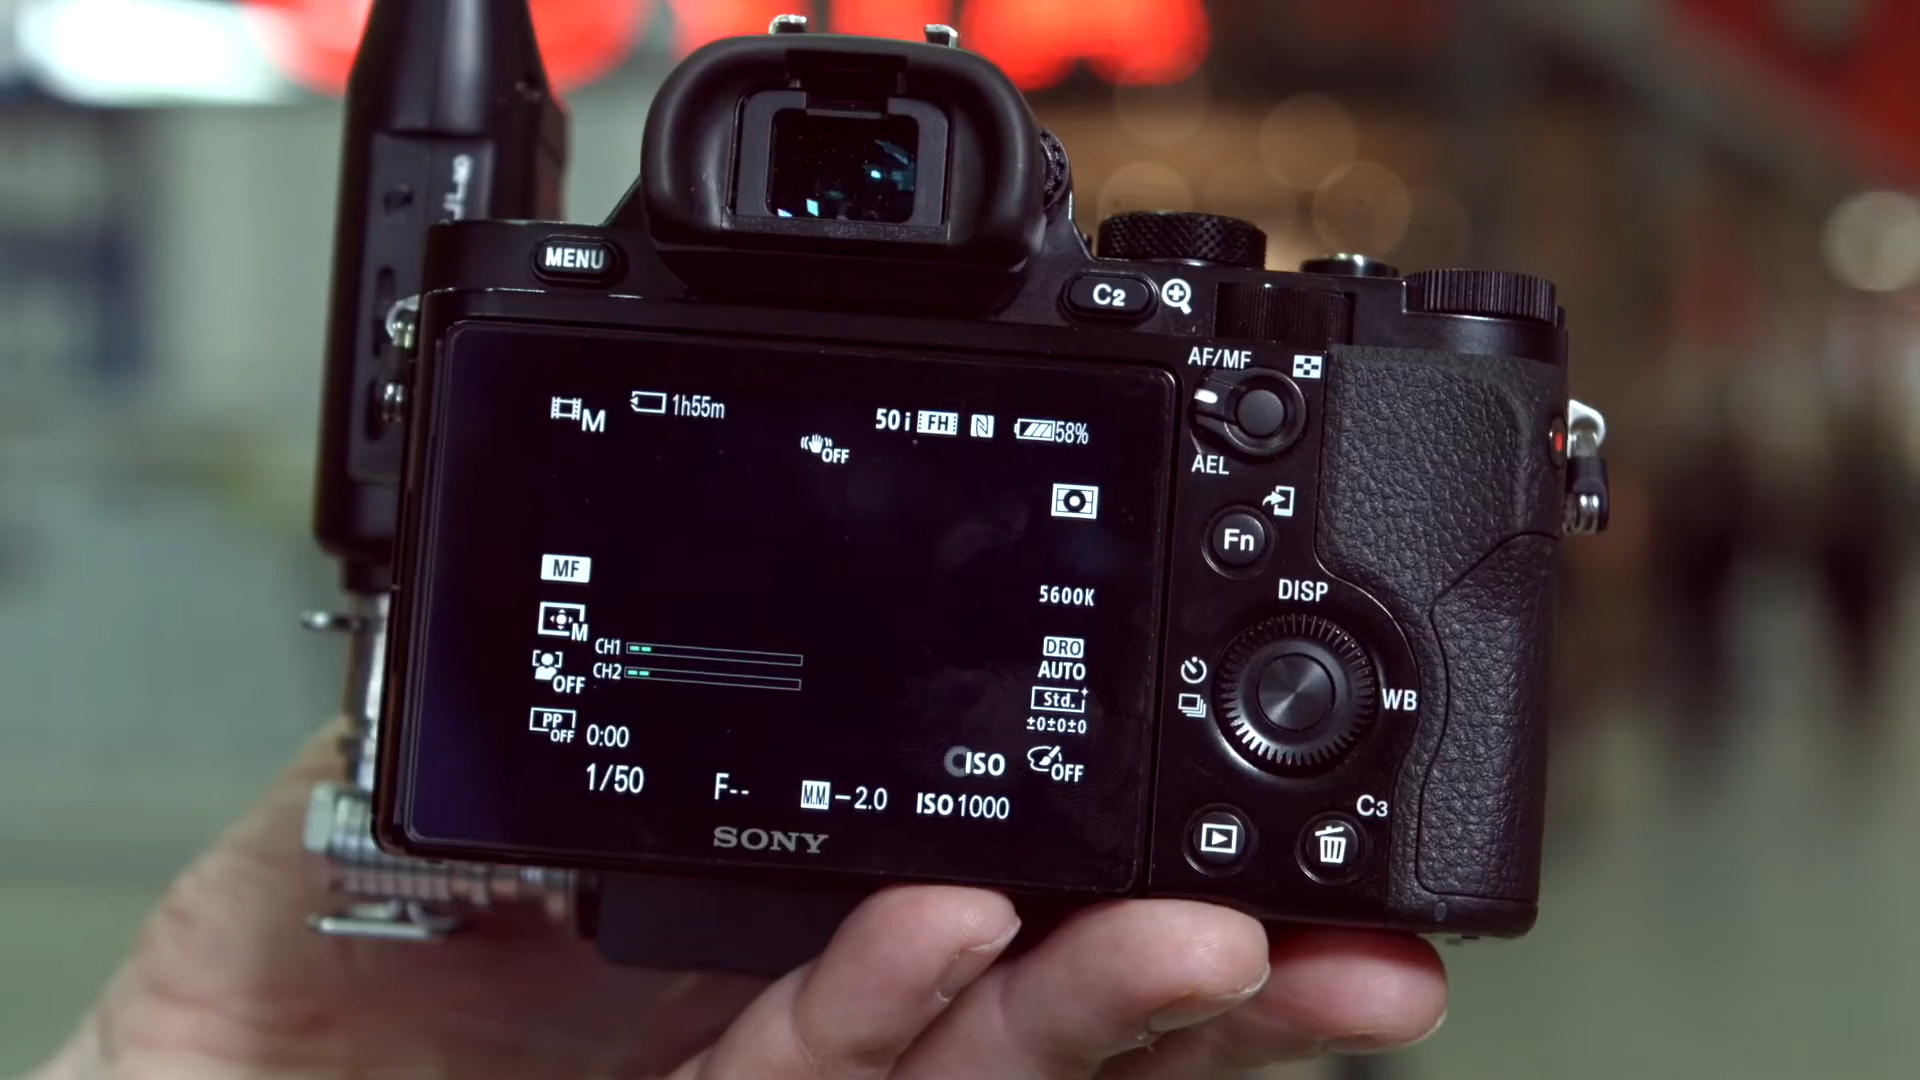 MENU
C2
AF/MF
AEL
M
1h55m
50i FH N 58%
OFF
Fn
MF
DISP
5600K
M
CH1
CH2
OFF
DRO
AUTO
Std.
±0±0±0
WB
PP
OFF
0:00
ISO
OFF
1/50
F--
M.M. -2.0
ISO 1000
C3
SONY